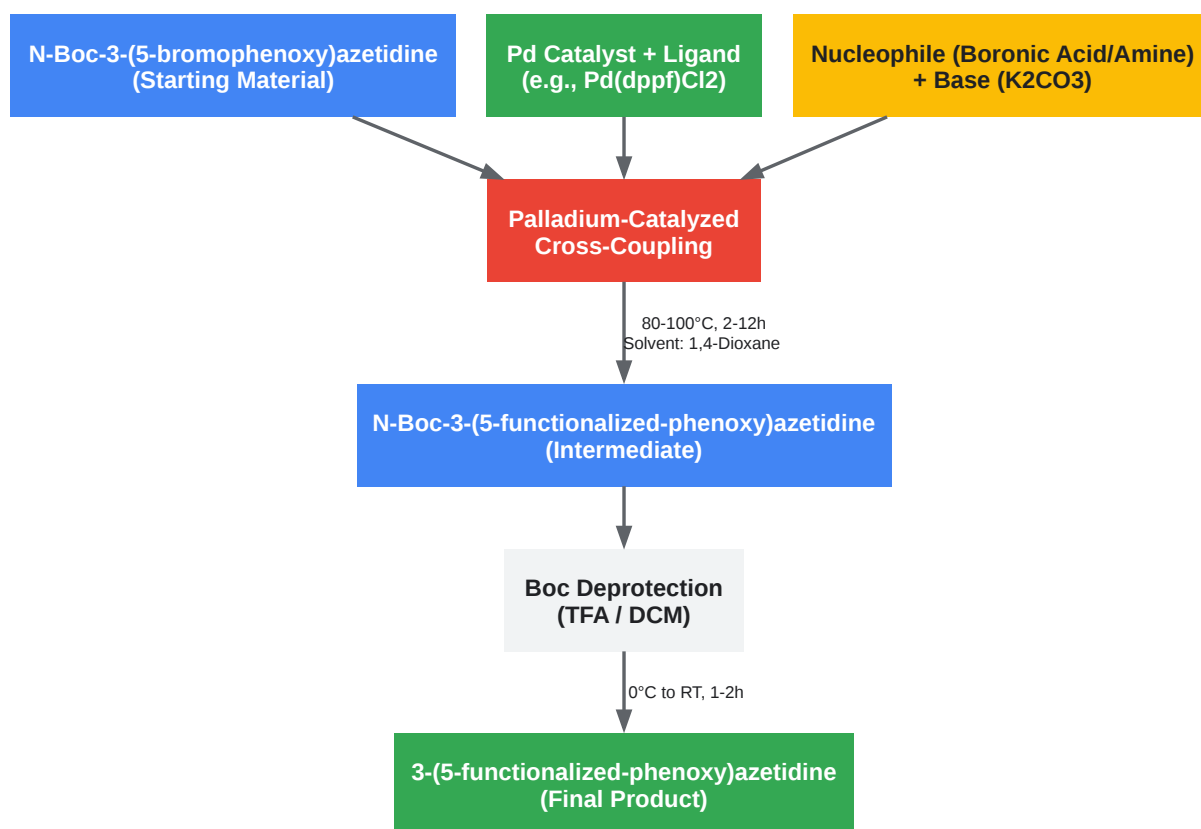 N-Boc-3-(5-bromophenoxy)azetidine
(Starting Material)
Pd Catalyst + Ligand
(e.g., Pd(dppf)Cl2)
Nucleophile (Boronic Acid/Amine)
+ Base (K2CO3)
Palladium-Catalyzed
Cross-Coupling
80-100°C, 2-12h
Solvent: 1,4-Dioxane
N-Boc-3-(5-functionalized-phenoxy)azetidine
(Intermediate)
Boc Deprotection
(TFA / DCM)
0°C to RT, 1-2h
3-(5-functionalized-phenoxy)azetidine
(Final Product)